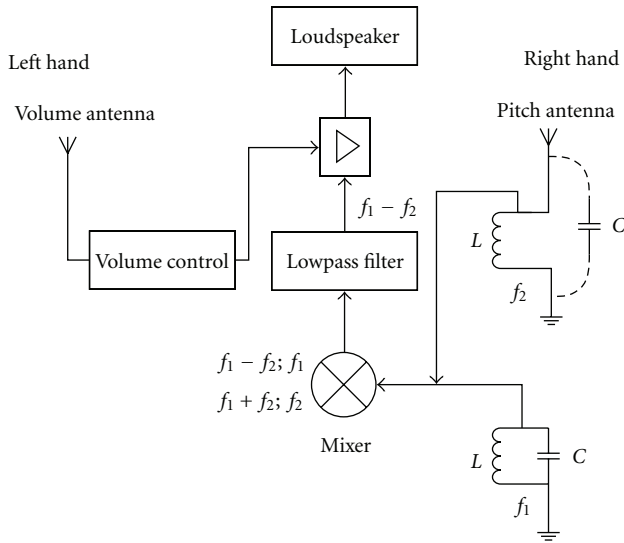 Loudspeaker
Left hand
Right hand
Volume antenna
Pitch antenna
f₁ − f₂
L
C
Volume control
Lowpass filter
f₂
f₁ − f₂; f₁
f₁ + f₂; f₂
Mixer
L
C
f₁